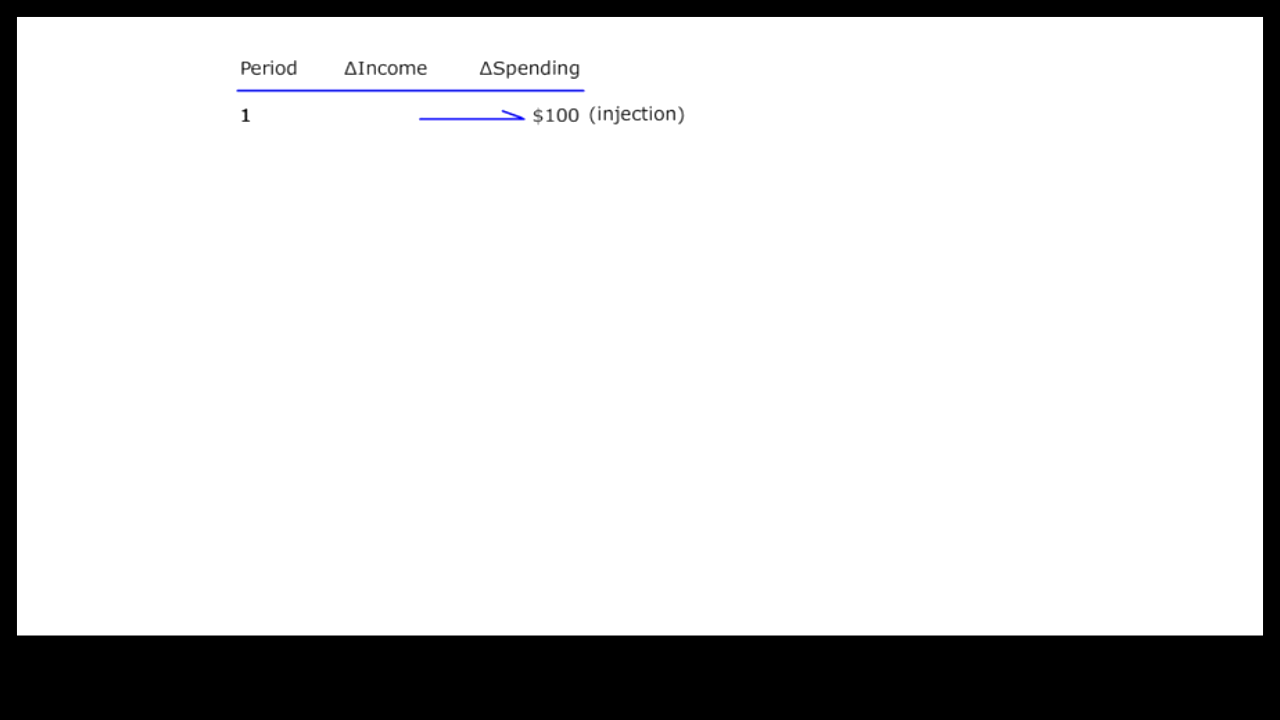 Period ΔIncome ΔSpending
1 $100 (injection)